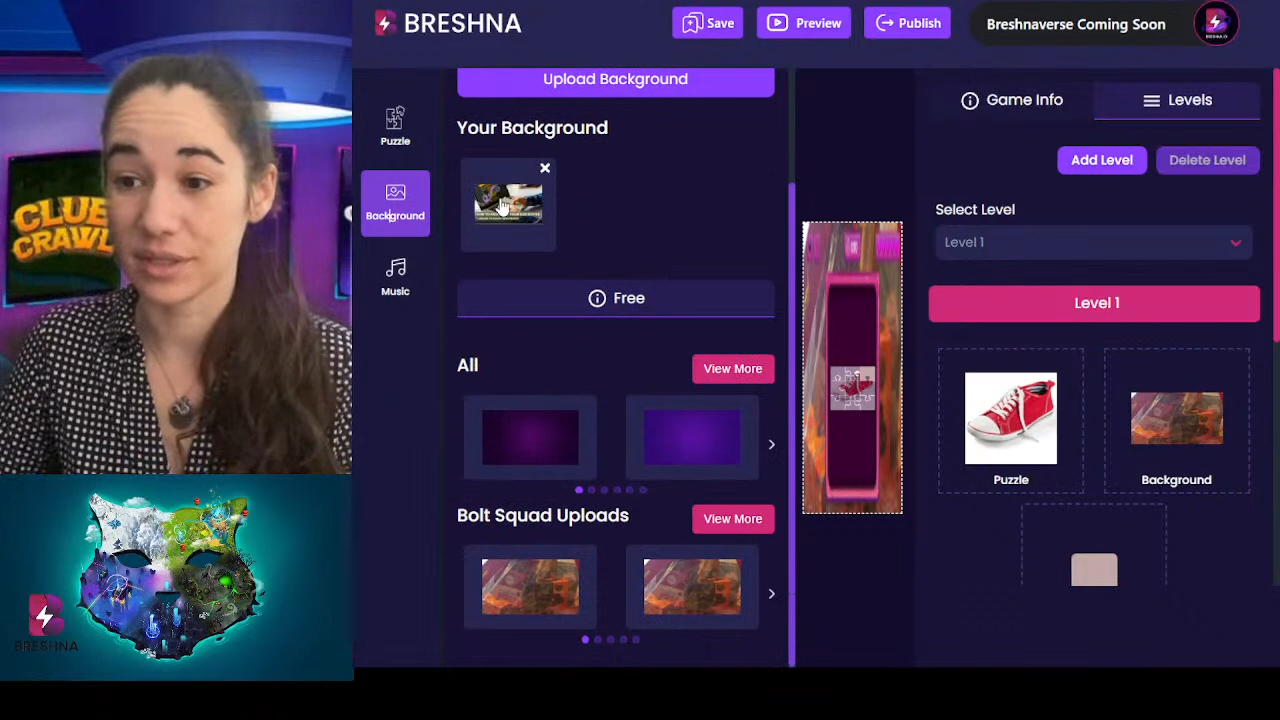 BRESHNA
Save
Preview
Publish
Breshnaverse Coming Soon
CLUE
CRAWL
BRESHNA
Puzzle
Background
Music
Upload Background
Your Background
Free
All
View More
Bolt Squad Uploads
View More
Game Info
Levels
Add Level
Delete Level
Select Level
Level 1
Level 1
Puzzle
Background